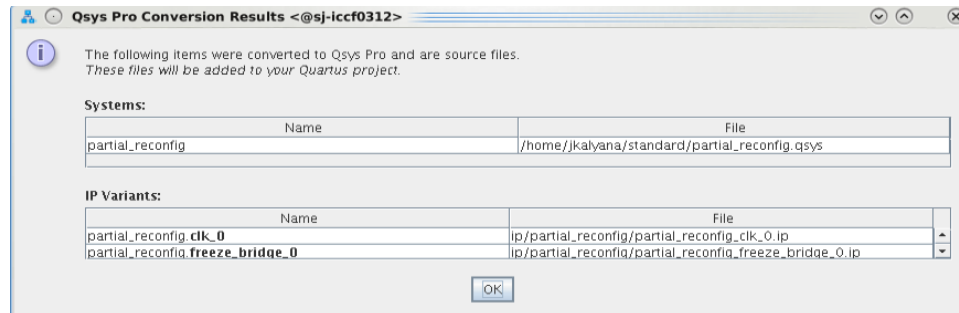 Qsys Pro Conversion Results <@sj-iccf0312>
The following items were converted to Qsys Pro and are source files.
These files will be added to your Quartus project.
Systems:
Name File
partial_reconfig /home/jkalyana/standard/partial_reconfig.qsys
IP Variants:
Name File
partial_reconfig.clk_0 ip/partial_reconfig/partial_reconfig_clk_0.ip
partial_reconfig.freeze_bridge_0 ip/partial_reconfig/partial_reconfig_freeze_bridge_0.ip
OK